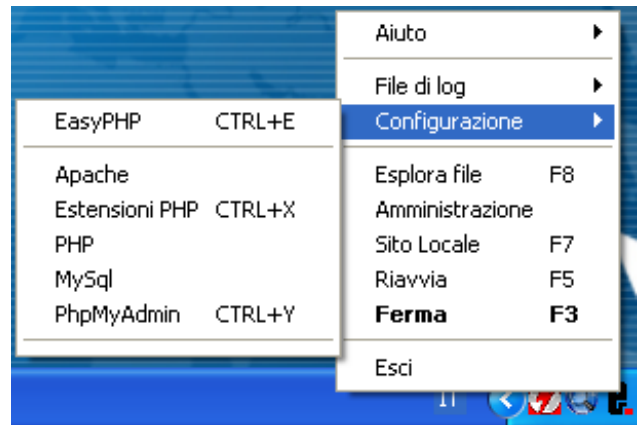 Aiuto
File di log
Configurazione
Esplora file F8
Amministrazione
Sito Locale F7
Riavvia F5
Ferma F3
Esci
EasyPHP CTRL+E
Apache
Estensioni PHP CTRL+X
PHP
MySql
PhpMyAdmin CTRL+Y
IT